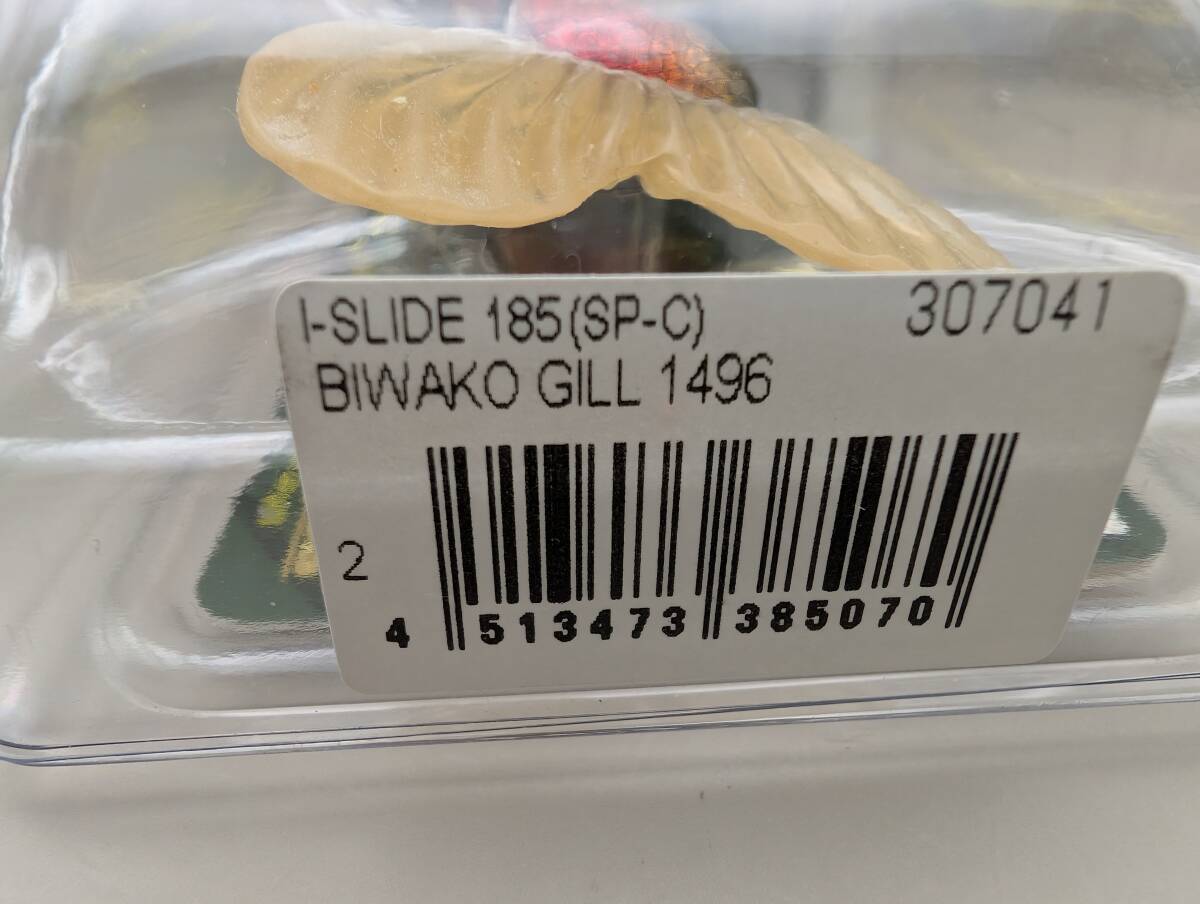 I-SLIDE 185(SP-C) 307041
BIWAKO GILL 1496
2
4 513473 385070